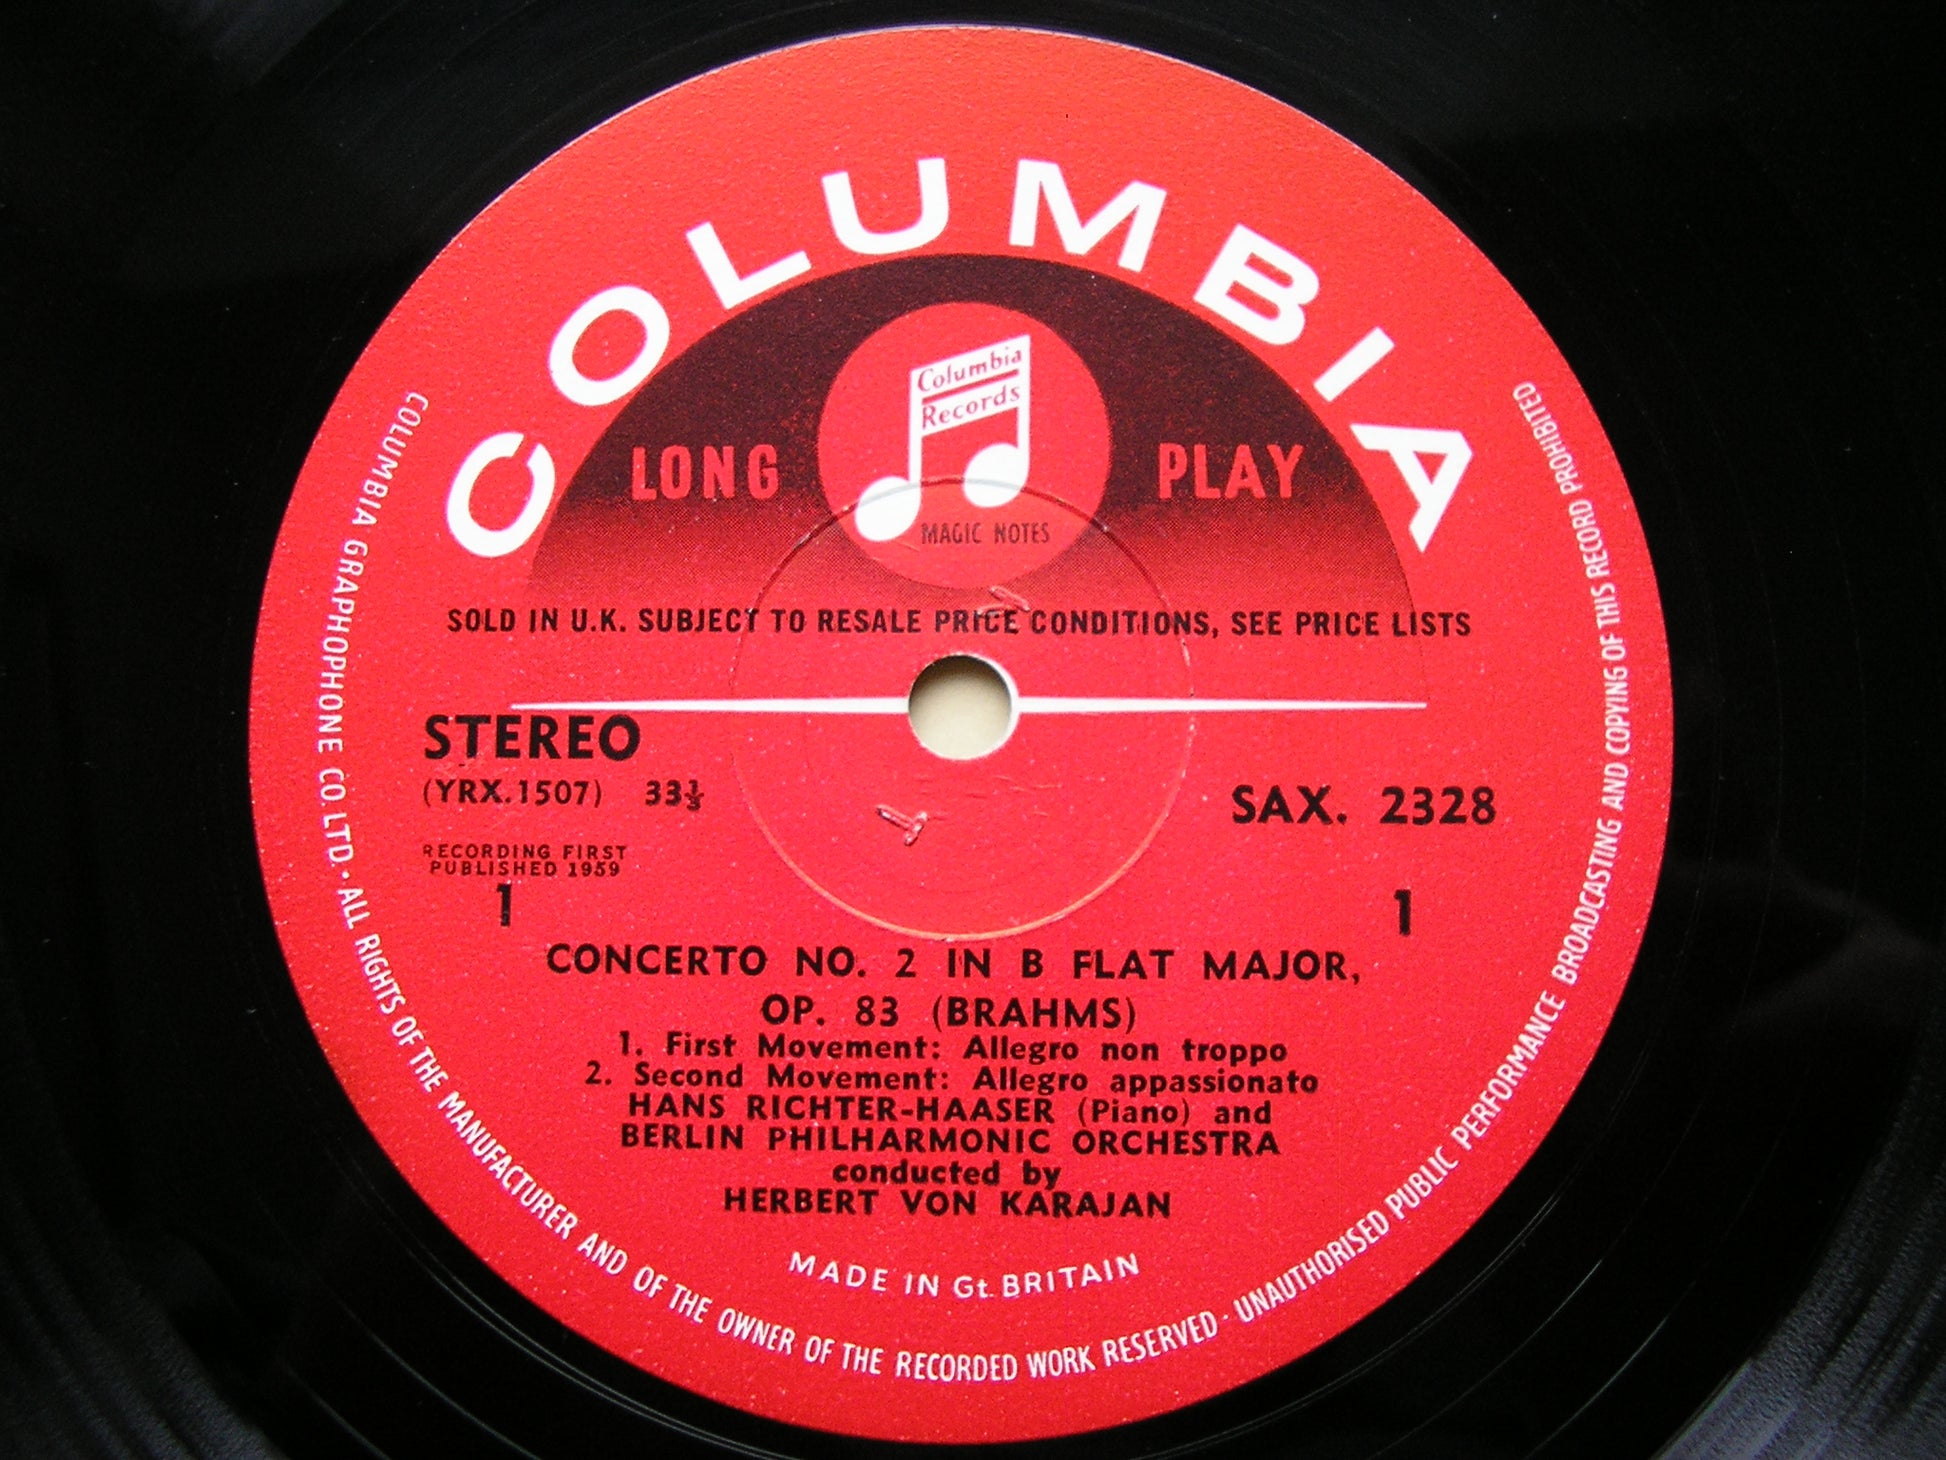 COLUMBIA
Columbia
Records
LONG PLAY
MAGIC NOTES
SOLD IN U.K. SUBJECT TO RESALE PRICE CONDITIONS, SEE PRICE LISTS
STEREO
(YRX.1507) 33⅓
SAX. 2328
RECORDING FIRST
PUBLISHED 1959
1 1
CONCERTO NO. 2 IN B FLAT MAJOR,
OP. 83 (BRAHMS)
1. First Movement: Allegro non troppo
2. Second Movement: Allegro appassionato
HANS RICHTER-HAASER (Piano) and
BERLIN PHILHARMONIC ORCHESTRA
conducted by
HERBERT VON KARAJAN
MADE IN Gt. BRITAIN
COLUMBIA GRAPHOPHONE CO. LTD. · ALL RIGHTS OF THE MANUFACTURER AND OF THE OWNER OF THE RECORDED WORK RESERVED · UNAUTHORISED PUBLIC PERFORMANCE BROADCASTING AND COPYING OF THIS RECORD PROHIBITED